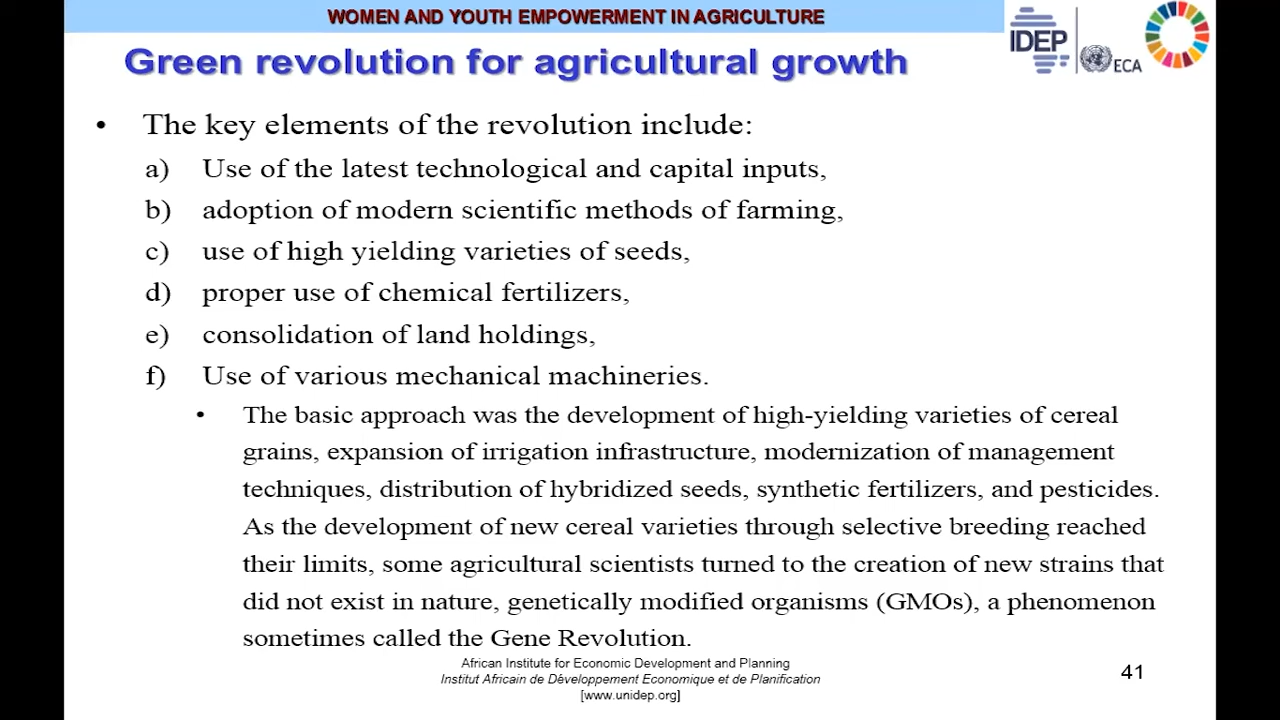 WOMEN AND YOUTH EMPOWERMENT IN AGRICULTURE
Green revolution for agricultural growth
IDEP
ECA
• The key elements of the revolution include:
a) Use of the latest technological and capital inputs,
b) adoption of modern scientific methods of farming,
c) use of high yielding varieties of seeds,
d) proper use of chemical fertilizers,
e) consolidation of land holdings,
f) Use of various mechanical machineries.
• The basic approach was the development of high-yielding varieties of cereal
grains, expansion of irrigation infrastructure, modernization of management
techniques, distribution of hybridized seeds, synthetic fertilizers, and pesticides.
As the development of new cereal varieties through selective breeding reached
their limits, some agricultural scientists turned to the creation of new strains that
did not exist in nature, genetically modified organisms (GMOs), a phenomenon
sometimes called the Gene Revolution.
African Institute for Economic Development and Planning
Institut Africain de Développement Economique et de Planification
[www.unidep.org]
41